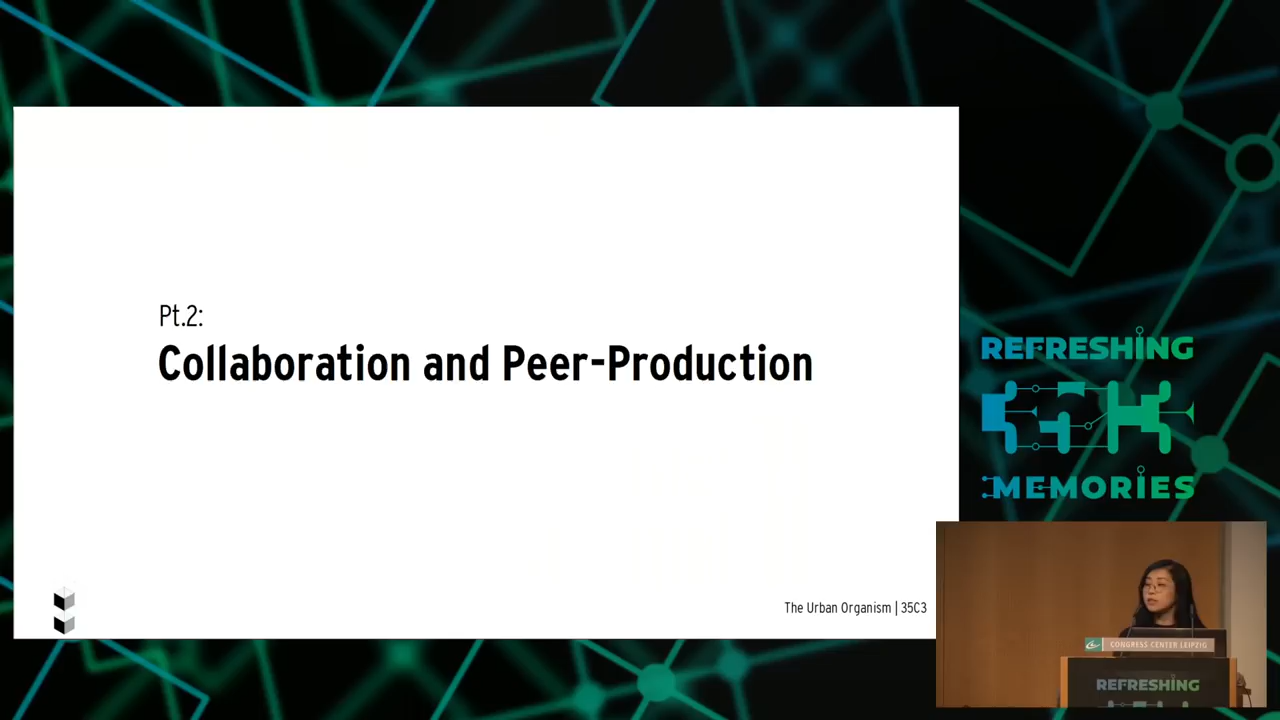 Pt.2:
Collaboration and Peer-Production
The Urban Organism | 35C3
REFRESHING
MEMORIES
CONGRESS CENTER LEIPZIG
REFRESHING